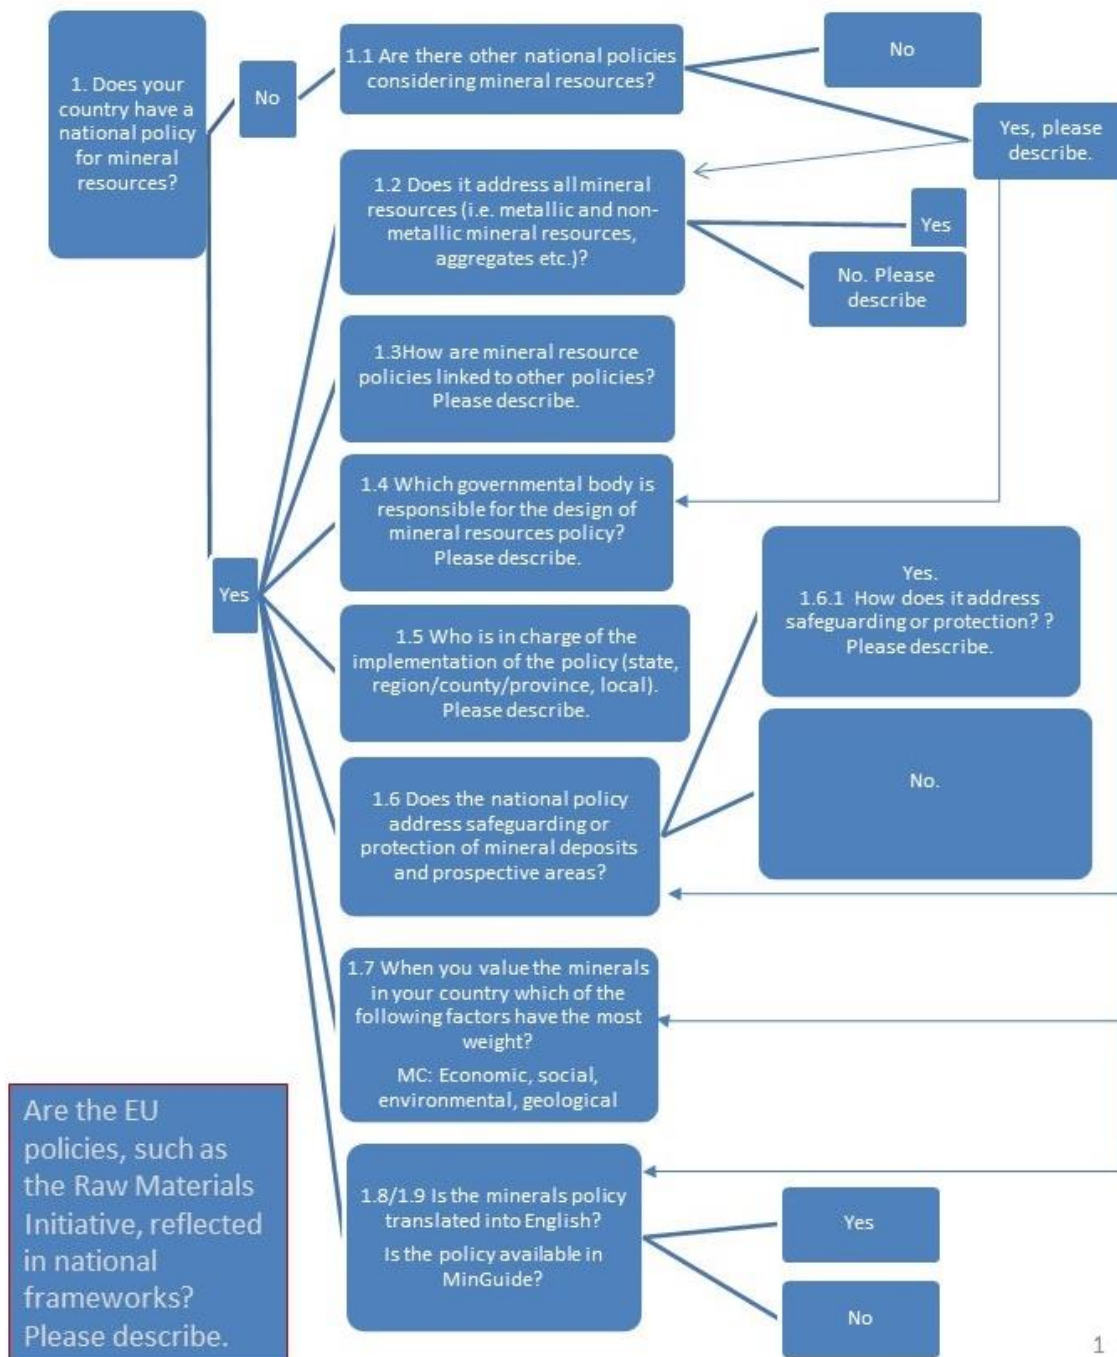 1. Does your
country have a
national policy
for mineral
resources?
No
1.1 Are there other national policies
considering mineral resources?
No
Yes, please
describe.
1.2 Does it address all mineral
resources (i.e. metallic and non-
metallic mineral resources,
aggregates etc.)?
Yes
No. Please
describe
1.3How are mineral resource
policies linked to other policies?
Please describe.
1.4 Which governmental body is
responsible for the design of
mineral resources policy?
Please describe.
Yes
1.5 Who is in charge of the
implementation of the policy (state,
region/county/province, local).
Please describe.
1.6 Does the national policy
address safeguarding or
protection of mineral deposits
and prospective areas?
Yes.
1.6.1 How does it address
safeguarding or protection? ?
Please describe.
No.
1.7 When you value the minerals
in your country which of the
following factors have the most
weight?
MC: Economic, social,
environmental, geological
1.8/1.9 Is the minerals policy
translated into English?
Is the policy available in
MinGuide?
Yes
No
Are the EU
policies, such as
the Raw Materials
Initiative, reflected
in national
frameworks?
Please describe.
1